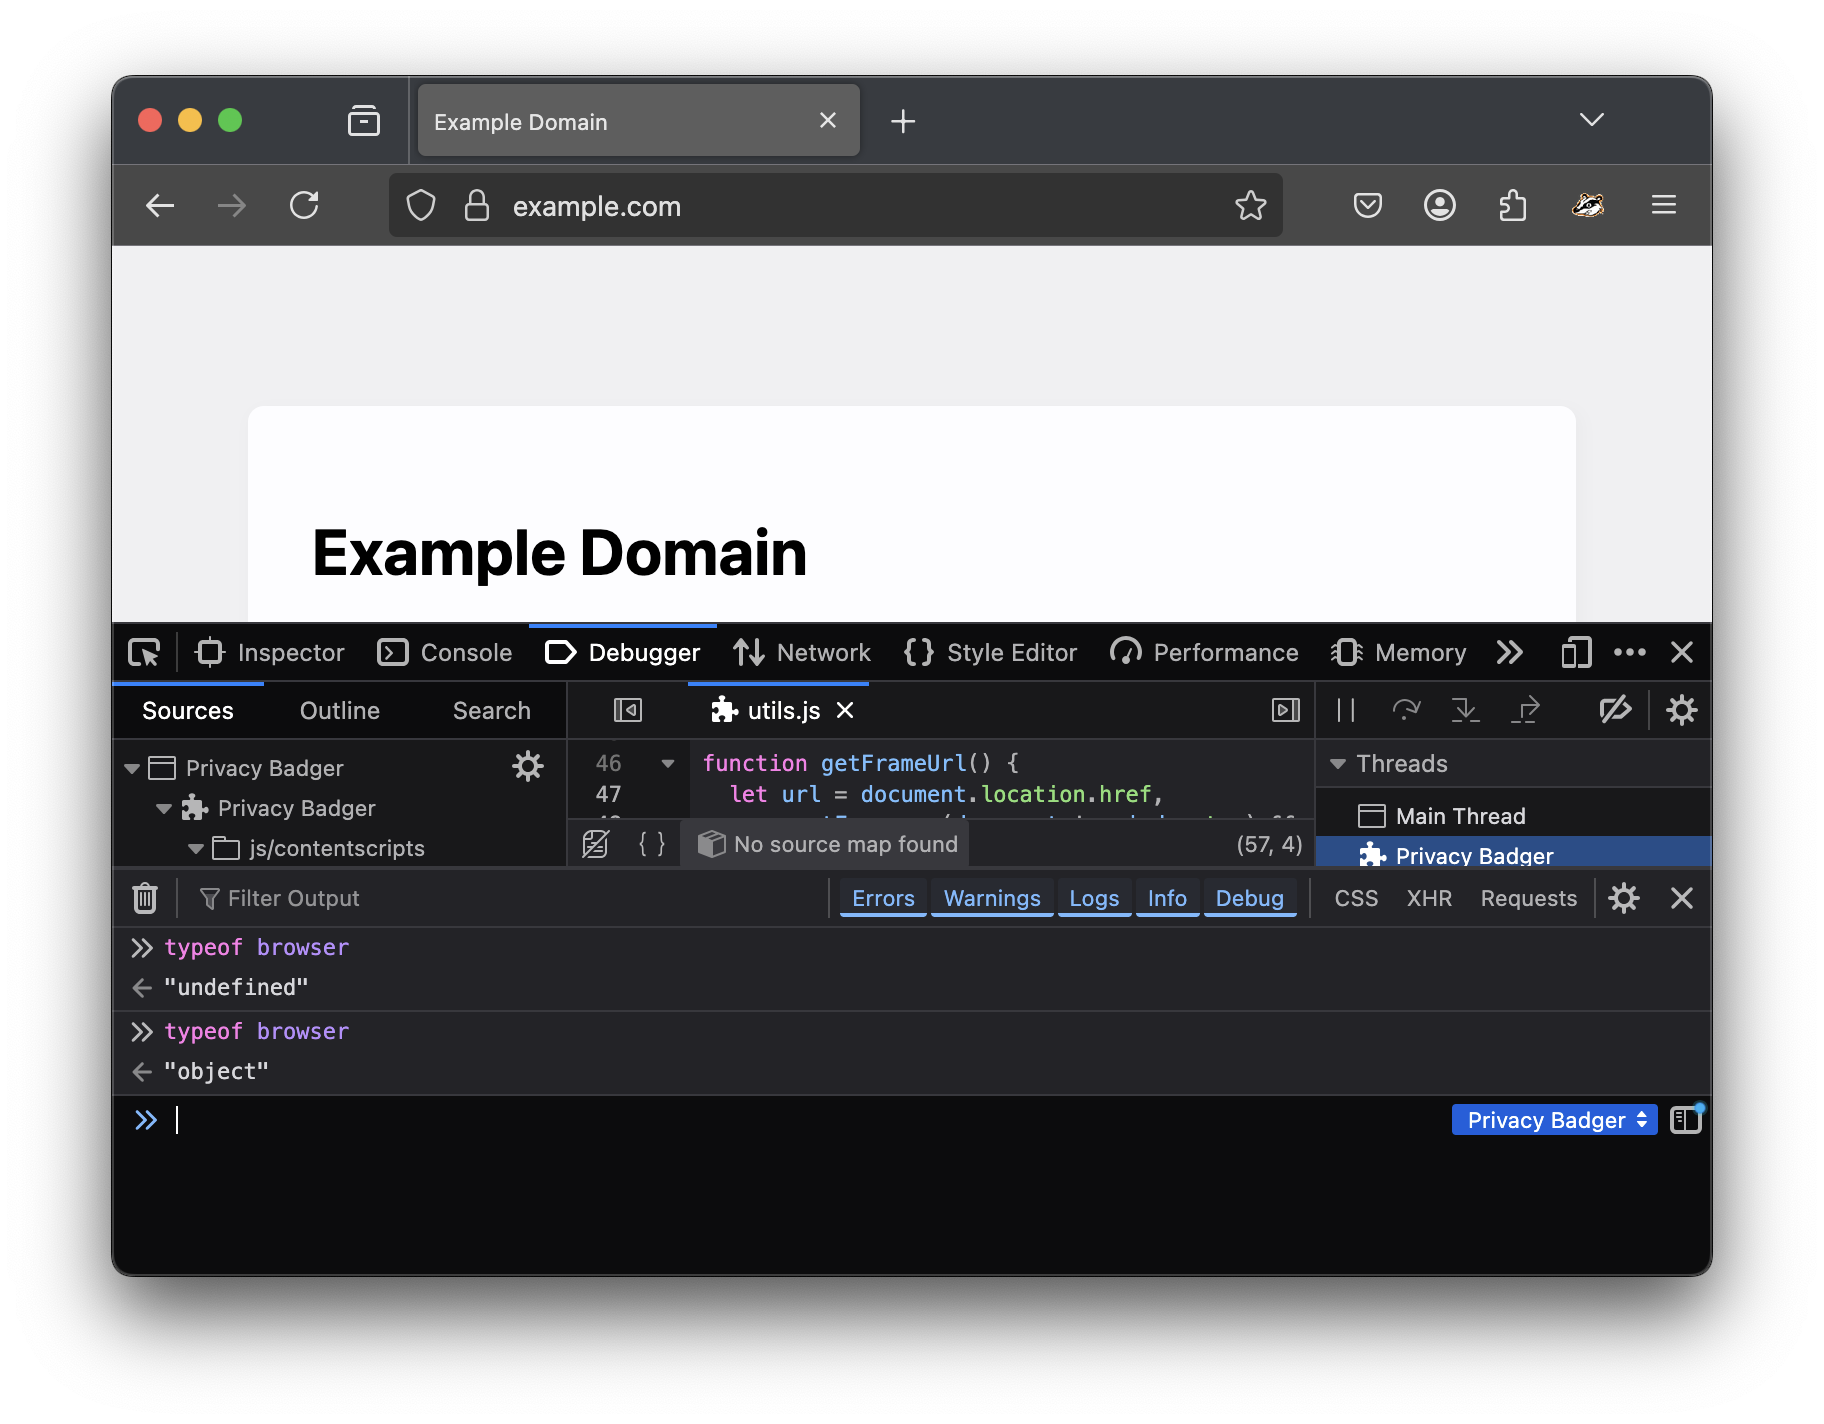 Example Domain
example.com
Example Domain
Inspector Console Debugger Network Style Editor Performance Memory
Sources Outline Search
utils.js
Privacy Badger
Privacy Badger
js/contentscripts
46 function getFrameUrl() {
47 let url = document.location.href,
No source map found (57, 4)
Threads
Main Thread
Privacy Badger
Filter Output Errors Warnings Logs Info Debug CSS XHR Requests
typeof browser
"undefined"
typeof browser
"object"
Privacy Badger